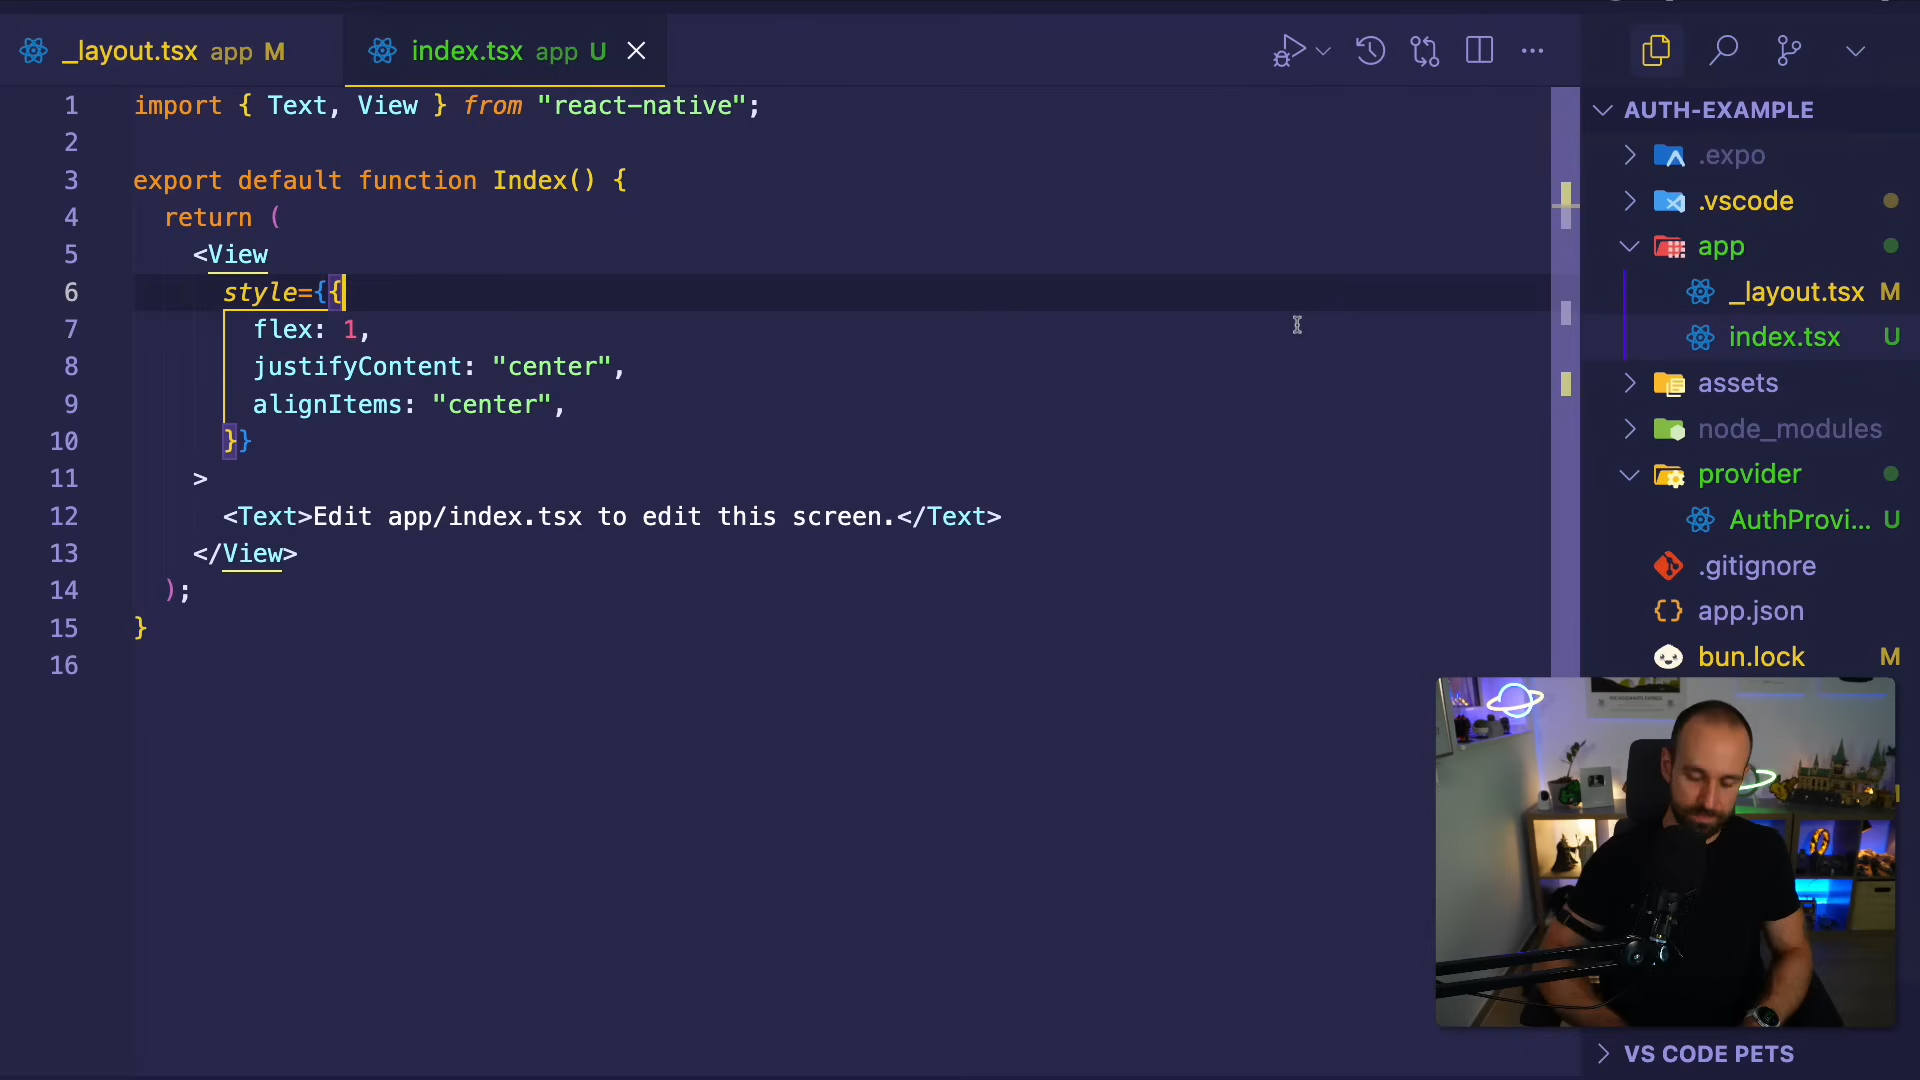 _layout.tsx app M
index.tsx app U
1 import { Text, View } from "react-native";
2
3 export default function Index() {
4 return (
5 <View
6 style={{
7 flex: 1,
8 justifyContent: "center",
9 alignItems: "center",
10 }}
11 >
12 <Text>Edit app/index.tsx to edit this screen.</Text>
13 </View>
14 );
15 }
16
AUTH-EXAMPLE
.expo
.vscode
app
_layout.tsx M
index.tsx U
assets
node_modules
provider
AuthProvi... U
.gitignore
app.json
bun.lock M
VS CODE PETS